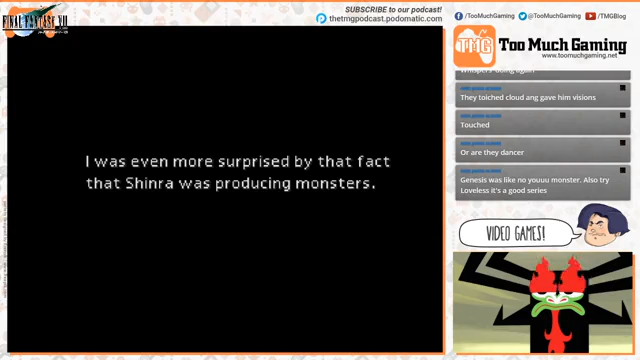 FINAL FANTASY VII
SUBSCRIBE to our podcast!
thetmgpodcast.podomatic.com
/TooMuchGaming
@TooMuchGaming
/TMGBlog
TMG
Too Much Gaming
www.toomuchgaming.net
Whispers doing again
They toiched cloud ang gave him visions
Touched
Or are they dancer
Genesis was like no youuu monster. Also try
Loveless it's a good series
I was even more surprised by that fact
that Shinra was producing monsters.
VIDEO GAMES!